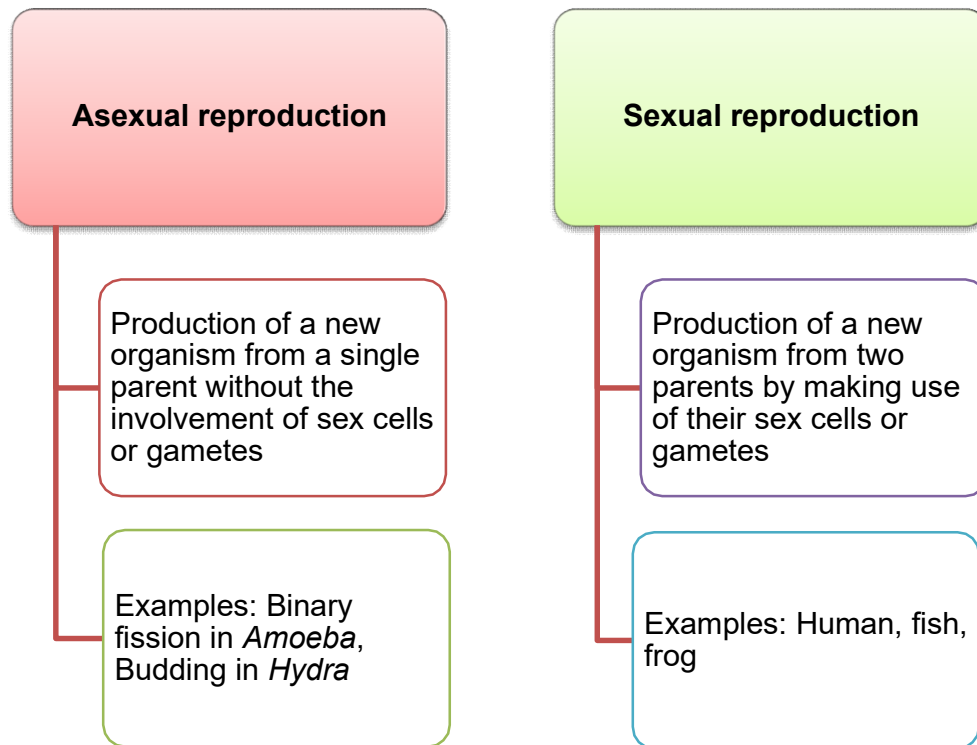 Asexual reproduction
Production of a new
organism from a single
parent without the
involvement of sex cells
or gametes
Examples: Binary
fission in Amoeba,
Budding in Hydra
Sexual reproduction
Production of a new
organism from two
parents by making use
of their sex cells or
gametes
Examples: Human, fish,
frog